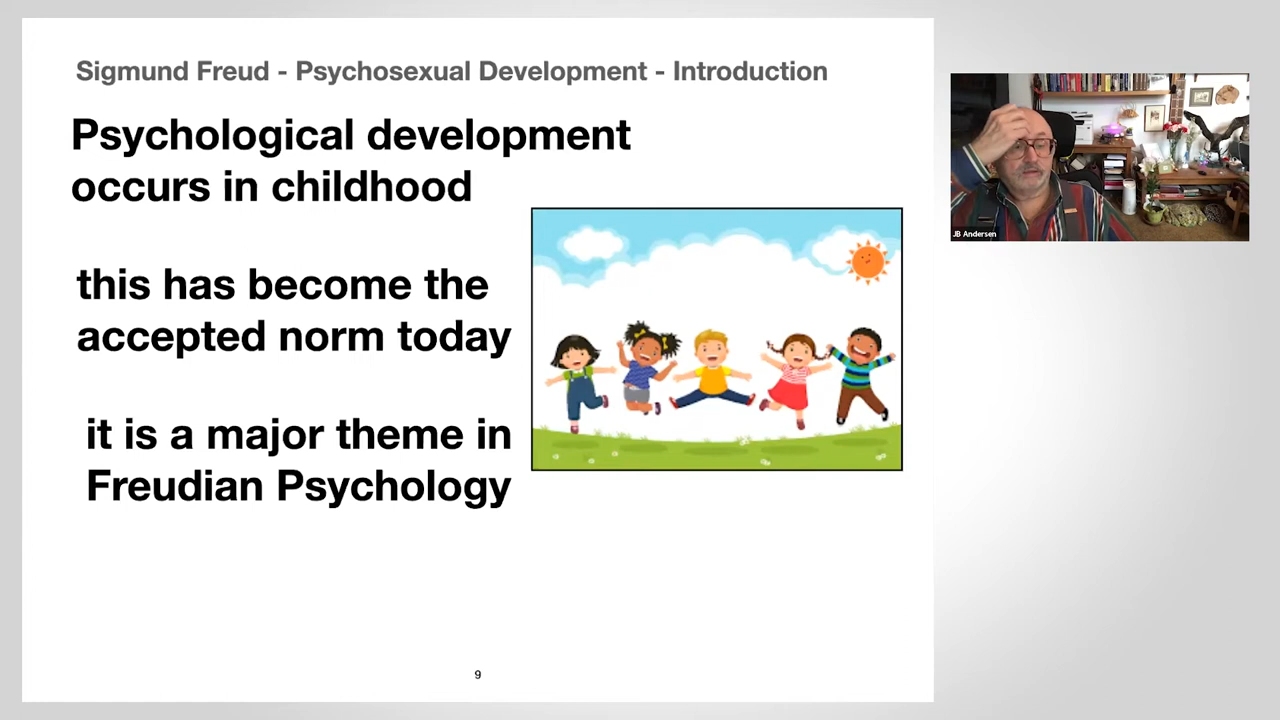 Sigmund Freud - Psychosexual Development - Introduction
Psychological development
occurs in childhood
this has become the
accepted norm today
it is a major theme in
Freudian Psychology
9
JB Andersen